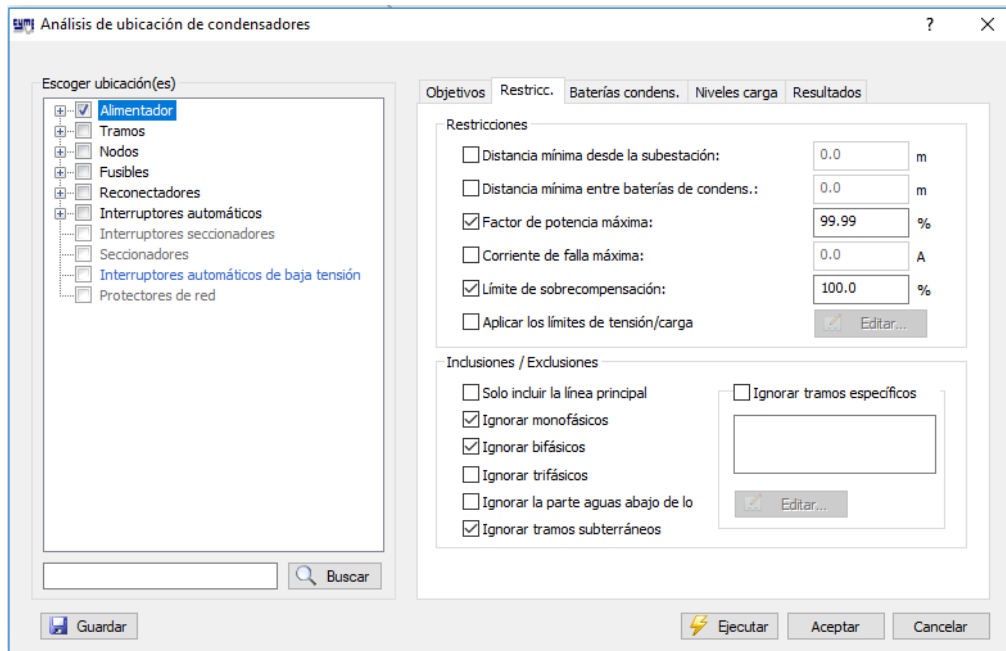 CYME Análisis de ubicación de condensadores ?
Escoger ubicación(es)
Alimentador
Tramos
Nodos
Fusibles
Reconectadores
Interruptores automáticos
Interruptores seccionadores
Seccionadores
Interruptores automáticos de baja tensión
Protectores de red
Buscar
Objetivos Restricc. Baterías condens. Niveles carga Resultados
Restricciones
Distancia mínima desde la subestación: 0.0 m
Distancia mínima entre baterías de condens.: 0.0 m
Factor de potencia máxima: 99.99 %
Corriente de falla máxima: 0.0 A
Límite de sobrecompensación: 100.0 %
Aplicar los límites de tensión/carga Editar...
Inclusiones / Exclusiones
Solo incluir la línea principal
Ignorar monofásicos
Ignorar bifásicos
Ignorar trifásicos
Ignorar la parte aguas abajo de lo
Ignorar tramos subterráneos
Ignorar tramos específicos
Editar...
Guardar Ejecutar Aceptar Cancelar